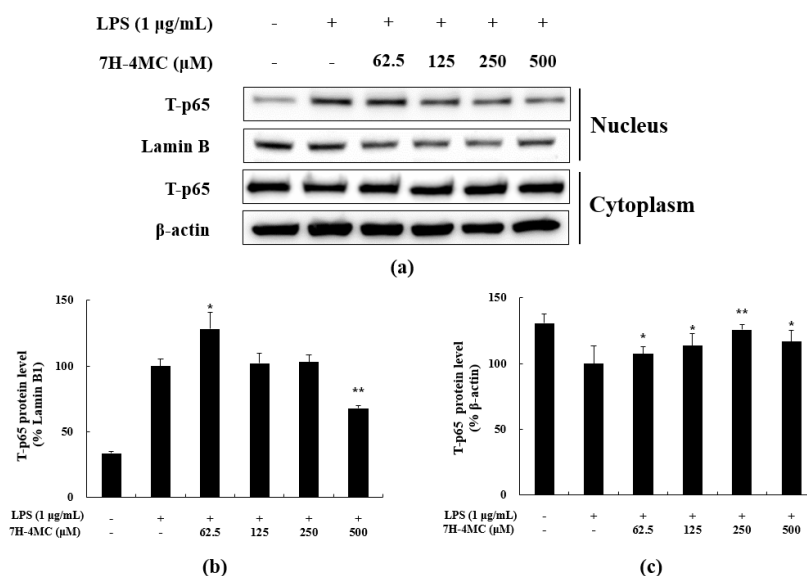 LPS (1 μg/mL) - + + + + +
7H-4MC (μM) - - 62.5 125 250 500
T-p65
Lamin B
Nucleus
T-p65
β-actin
Cytoplasm
(a)
T-p65 protein level
(% Lamin B1)
150
100
50
0
*
**
LPS (1 μg/mL) - + + + + +
7H-4MC (μM) - - 62.5 125 250 500
(b)
T-p65 protein level
(% β-actin)
150
100
50
0
*
*
**
*
LPS (1 μg/mL) - + + + + +
7H-4MC (μM) - - 62.5 125 250 500
(c)